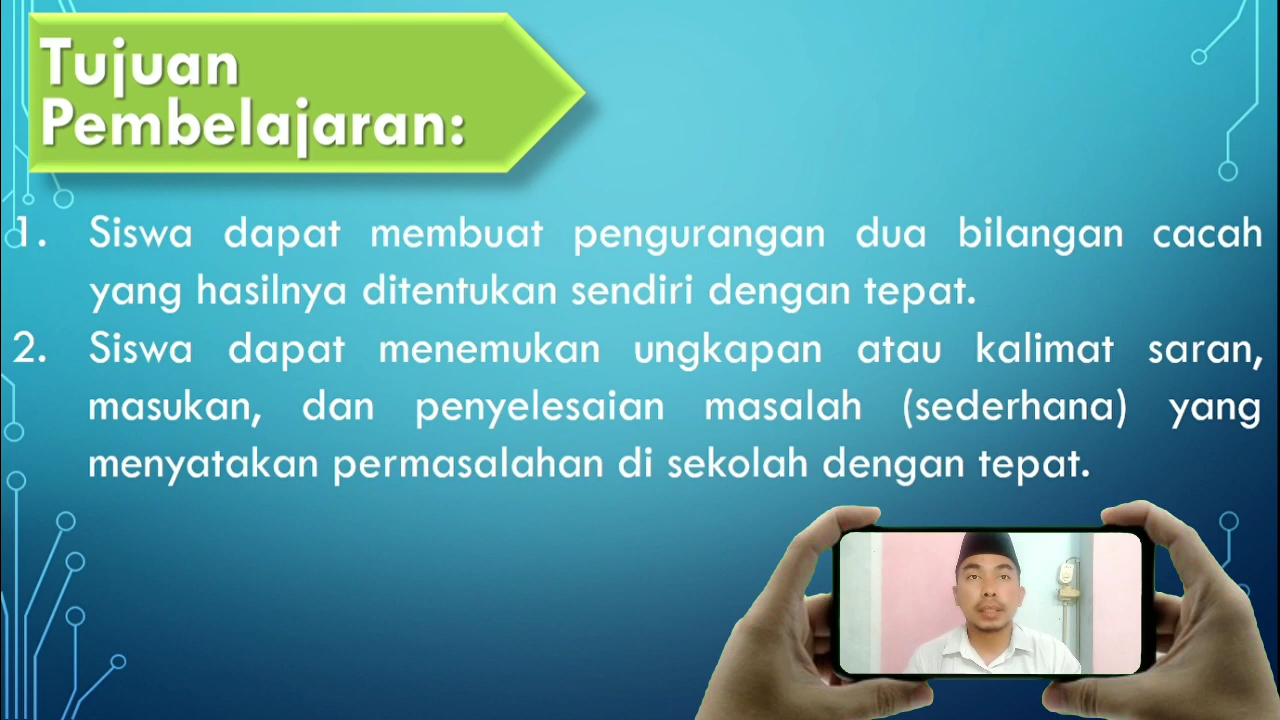 Tujuan
Pembelajaran:
1. Siswa dapat membuat pengurangan dua bilangan cacah
yang hasilnya ditentukan sendiri dengan tepat.
2. Siswa dapat menemukan ungkapan atau kalimat saran,
masukan, dan penyelesaian masalah (sederhana) yang
menyatakan permasalahan di sekolah dengan tepat.